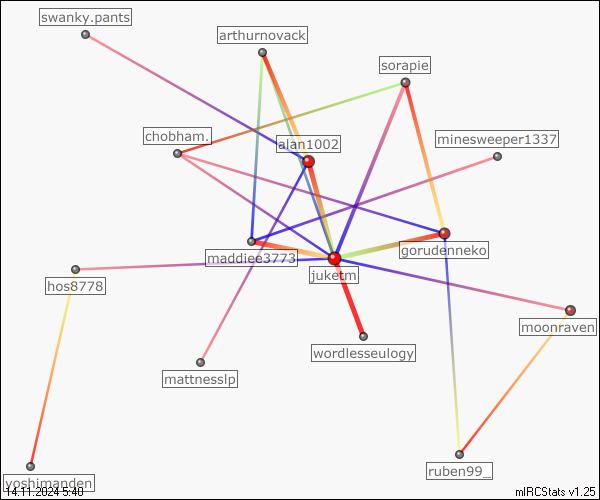 swanky.pants
arthurnovack
sorapie
chobham.
alan1002
minesweeper1337
maddiee3773
gorudenneko
juketm
hos8778
moonraven
wordlesseulogy
mattnesslp
ruben99_
yoshimanden
14.11.2024 5:40
mIRCStats v1.25